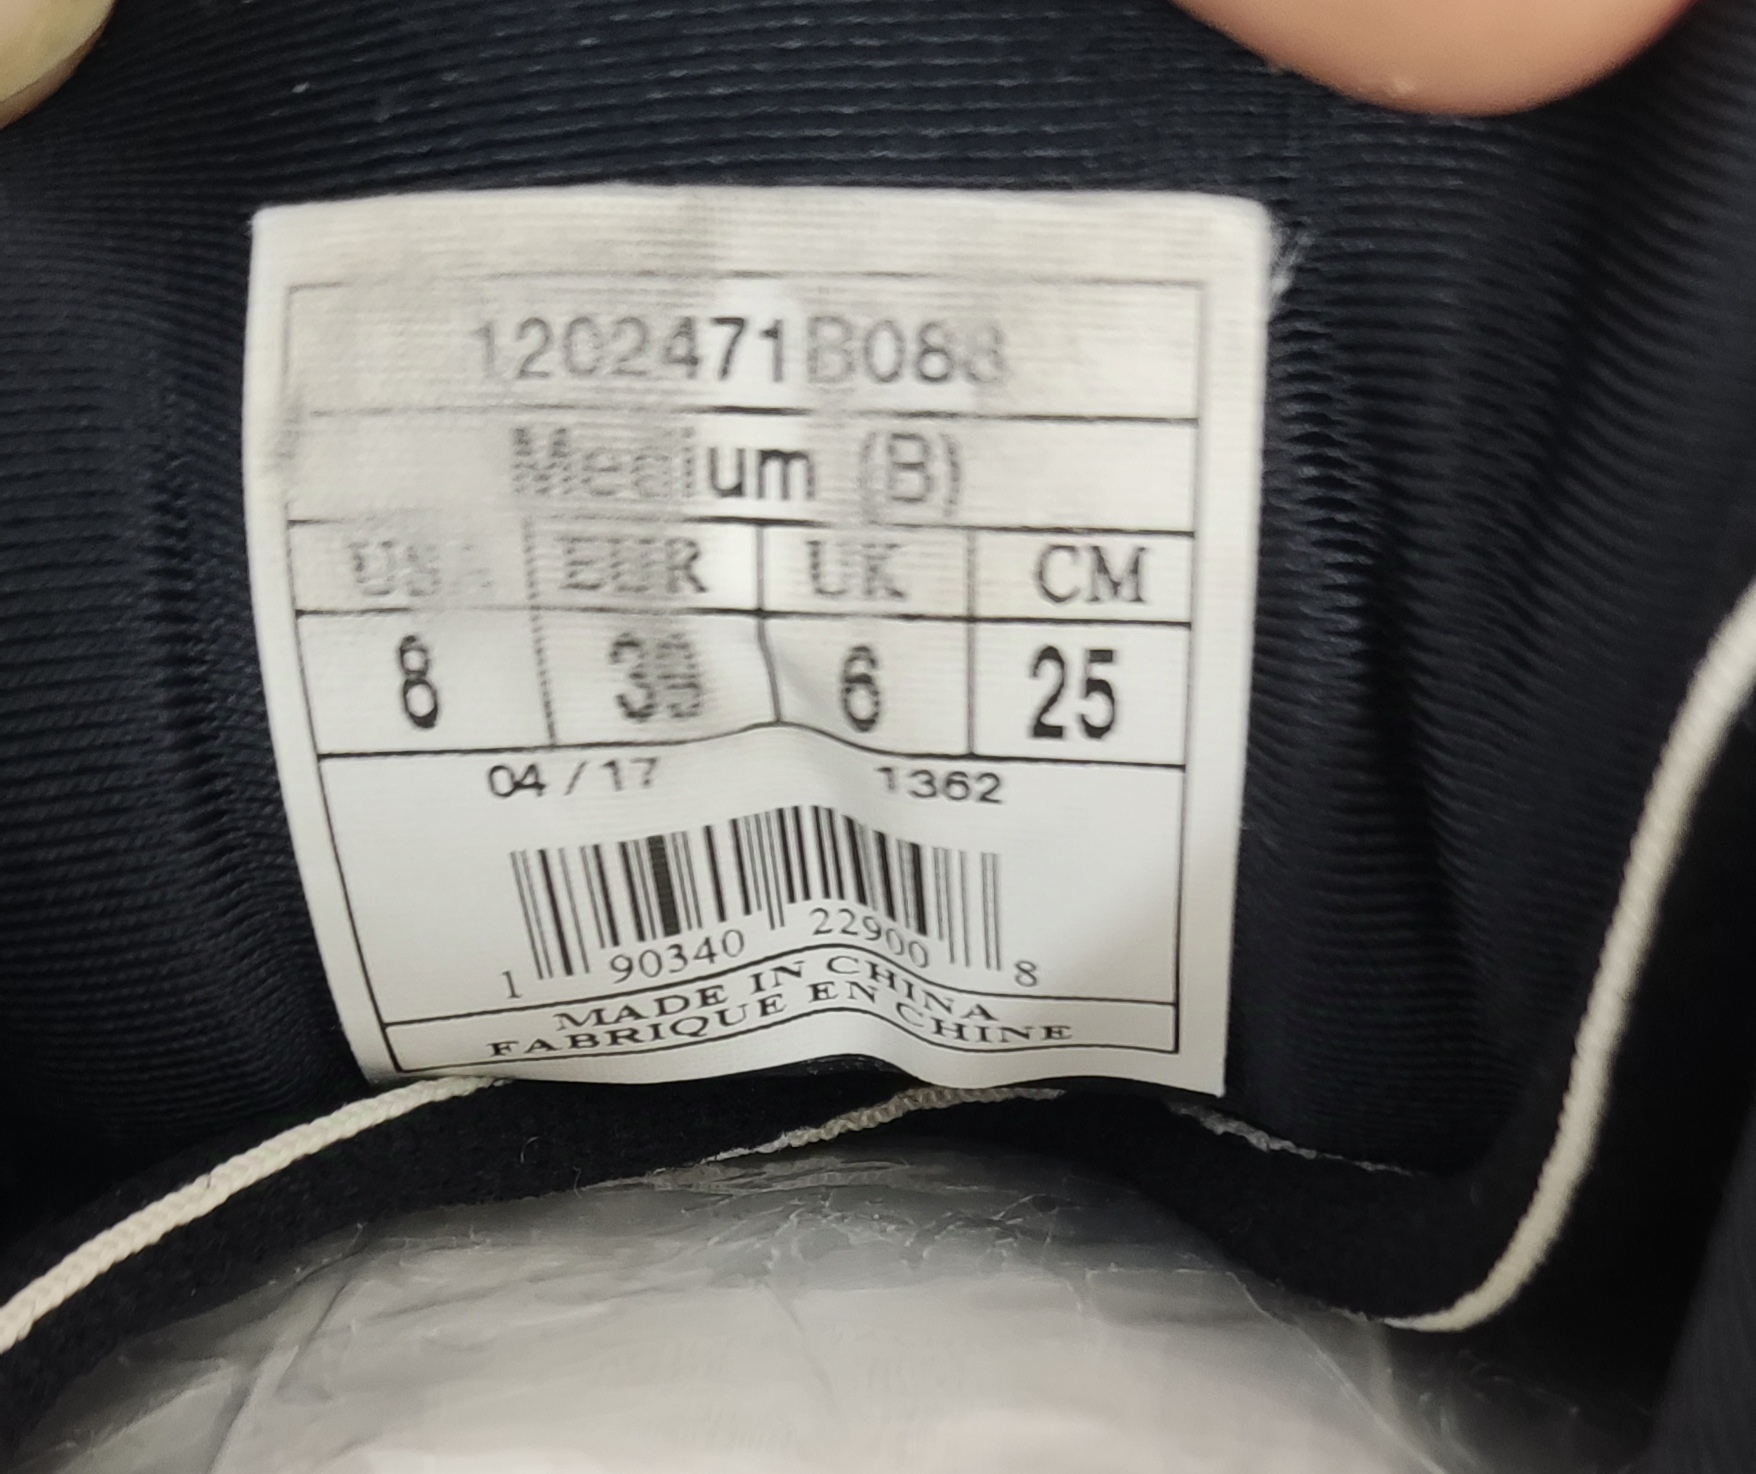 1202471B088
Medium (B)
USA EUR UK CM
8 39 6 25
04 / 17 1362
1 90340 22900 8
MADE IN CHINA
FABRIQUE EN CHINE